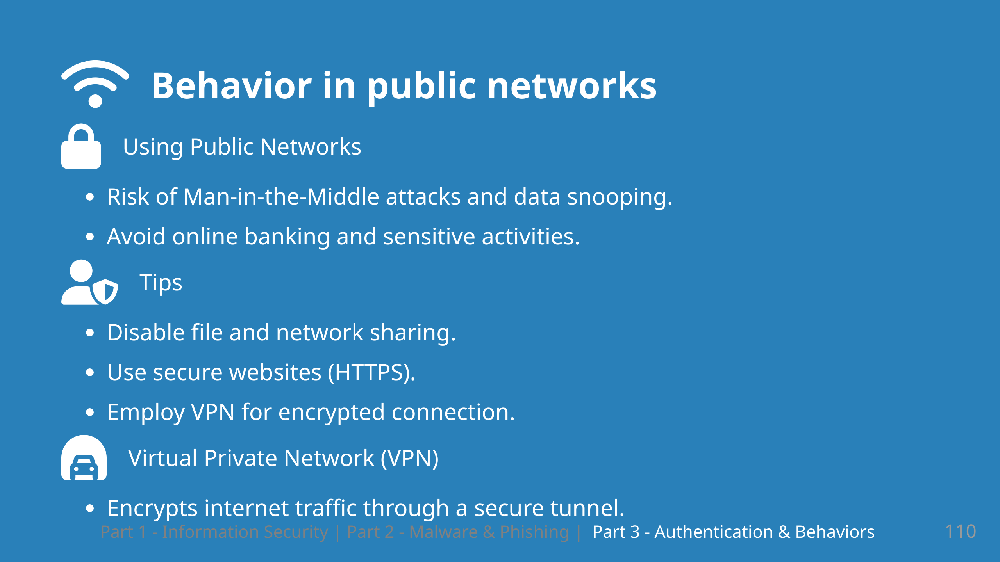 Behavior in public networks
Using Public Networks
Risk of Man-in-the-Middle attacks and data snooping.
Avoid online banking and sensitive activities.
Tips
Disable file and network sharing.
Use secure websites (HTTPS).
Employ VPN for encrypted connection.
Virtual Private Network (VPN)
Encrypts internet traffic through a secure tunnel.
Part 1 - Information Security | Part 2 - Malware & Phishing | Part 3 - Authentication & Behaviors 110